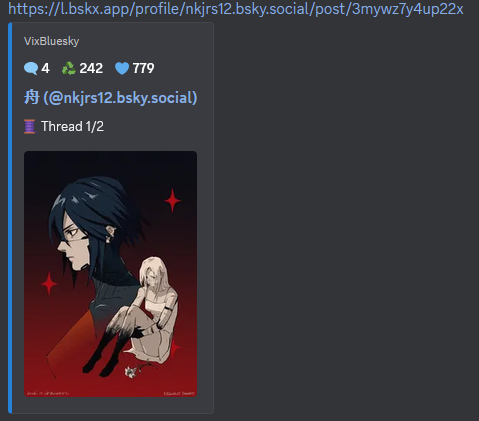 https://l.bskx.app/profile/nkjrs12.bsky.social/post/3mywz7y4up22x
VixBluesky
🗨️ 4 ♻️ 242 💙 779
舟 (@nkjrs12.bsky.social)
🧵 Thread 1/2